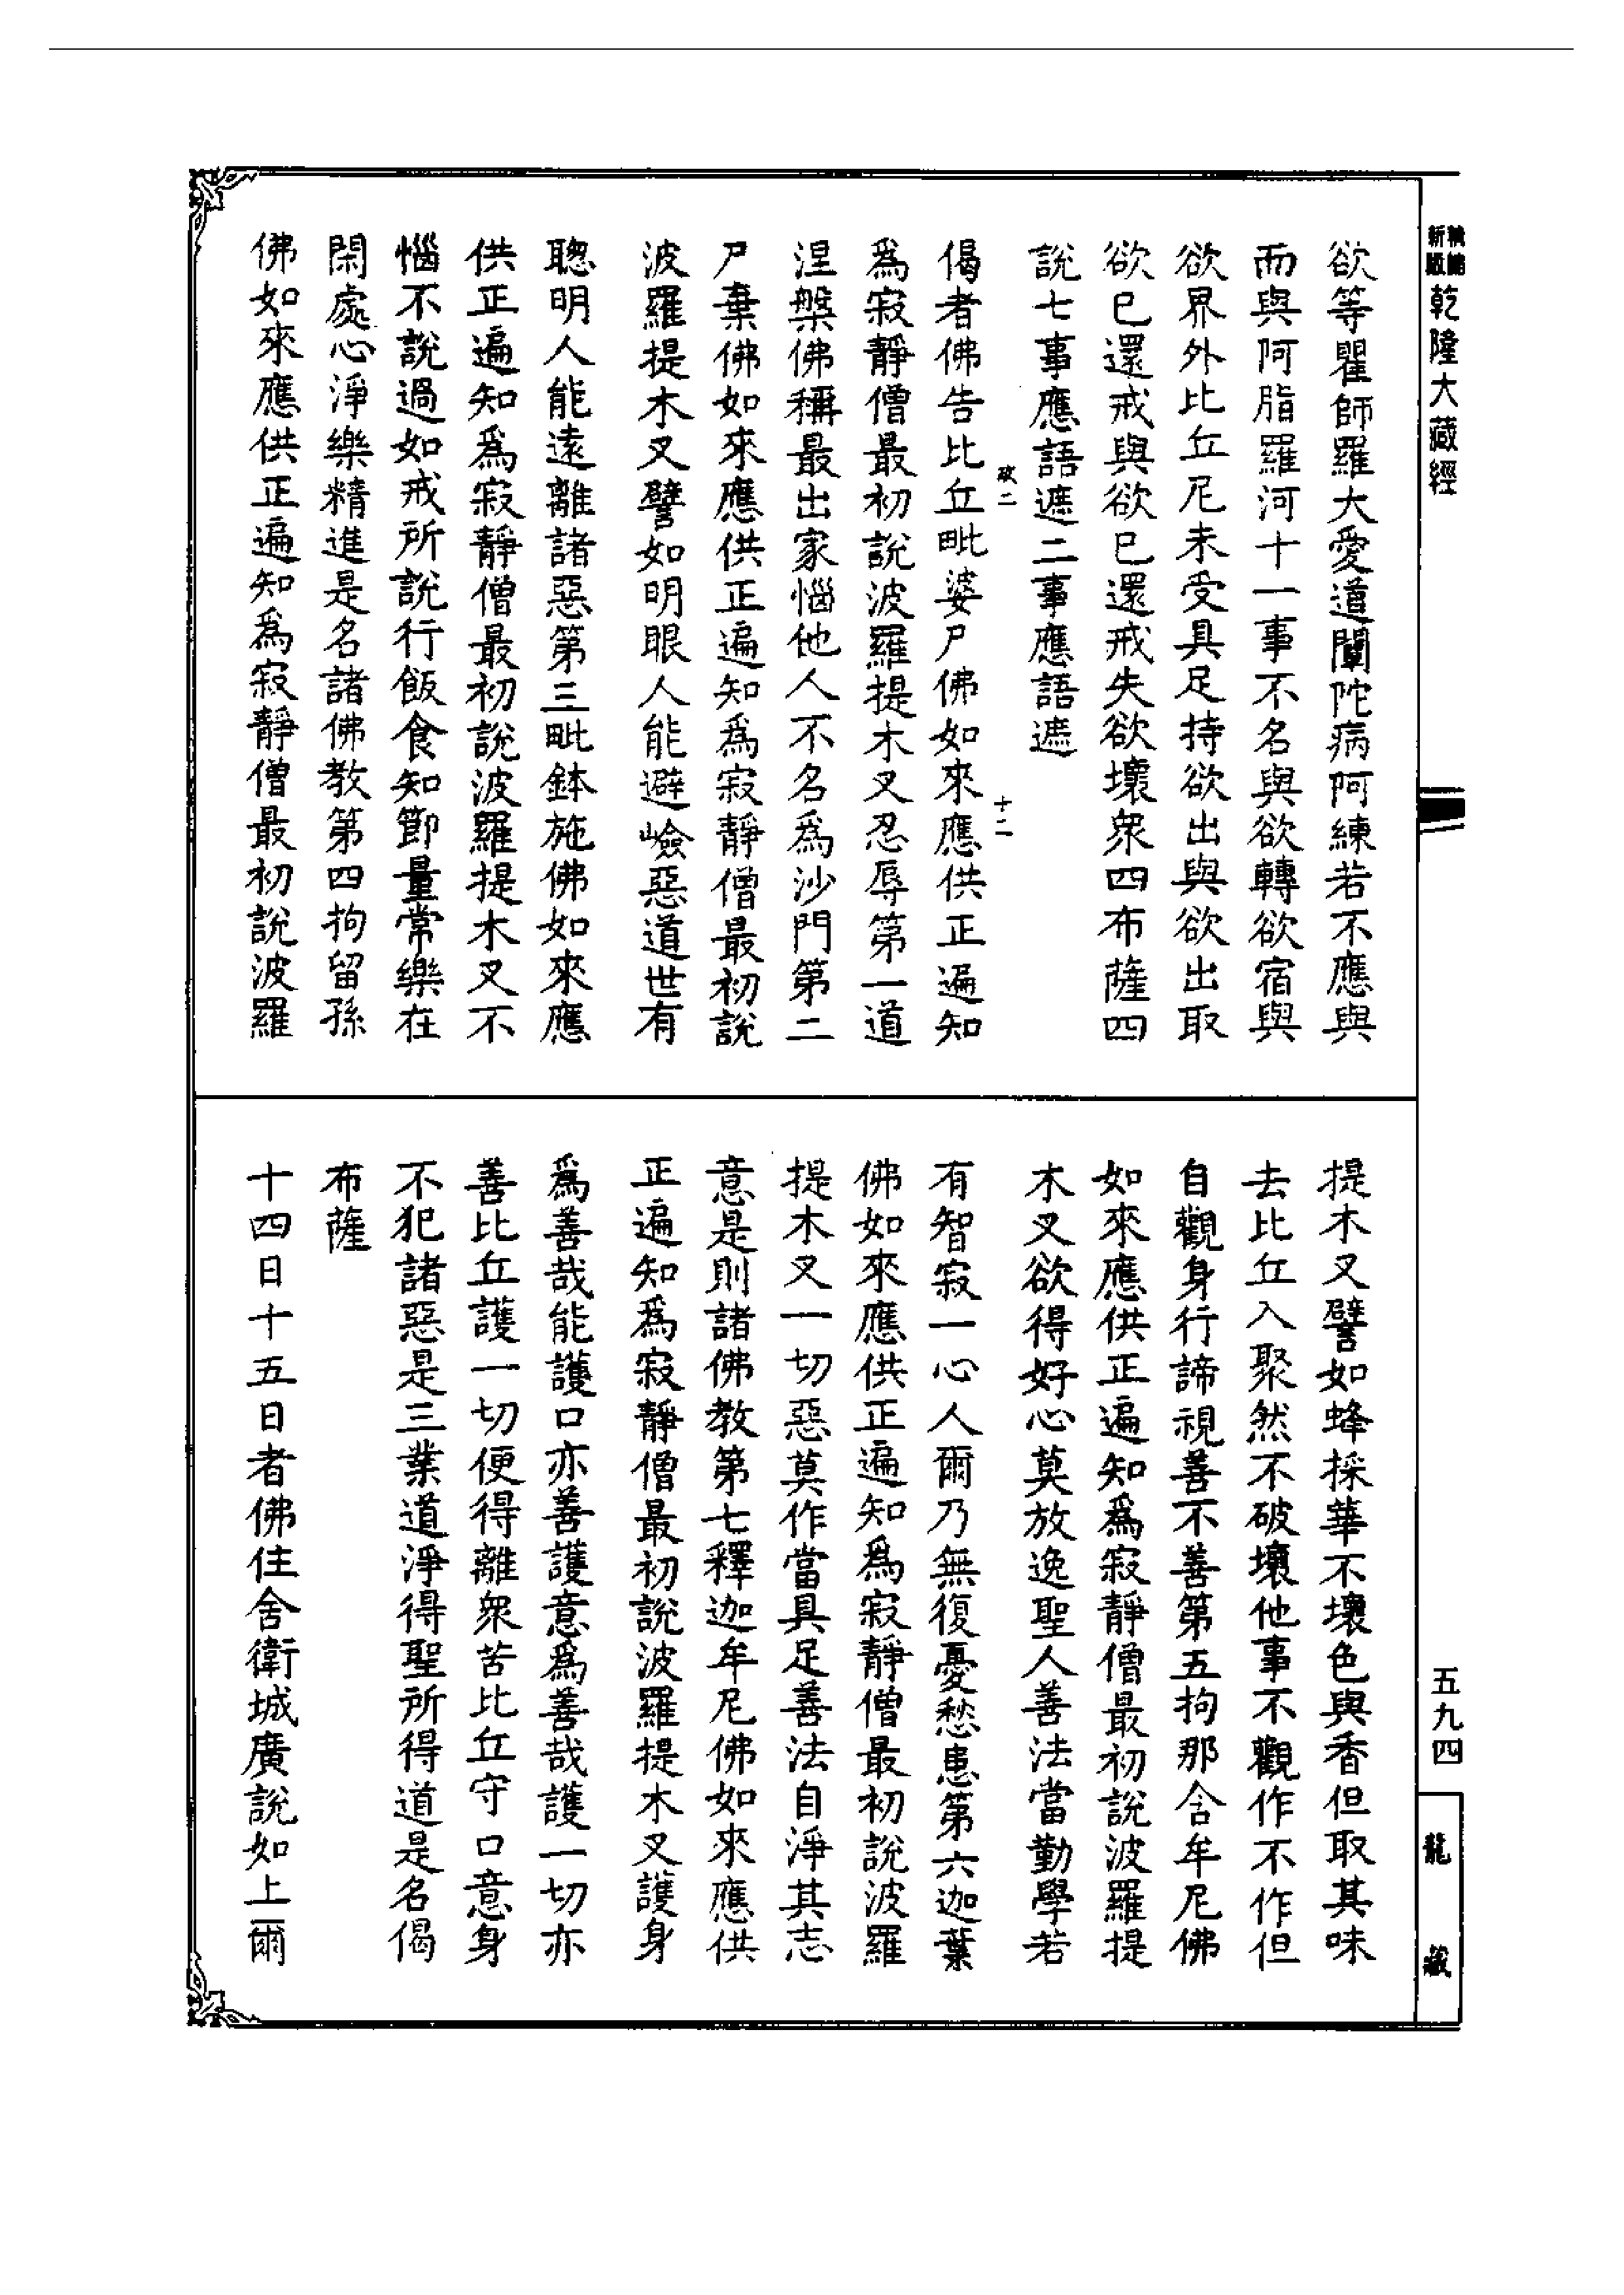 乾隆大藏經
欲等瞿師羅大愛道闡陀病阿練若不應與
而與阿脂羅河十一事不名與欲轉欲宿與
欲界外比丘尼未受具足持欲出與欲出取
欲已還戒與欲已還戒失欲壞衆四布薩四
說七事應語遮二事應語遮
十二
偈者佛告比丘毗婆尸佛如來應供正遍知
爲寂靜僧最初說波羅提木叉忍辱第一道
涅槃佛稱最出家惱他人不名爲沙門第二
尸棄佛如來應供正遍知爲寂靜僧最初說
波羅提木叉譬如明眼人能避嶮惡道世有
聰明人能遠離諸惡第三毗鉢施佛如來應
供正遍知爲寂靜僧最初說波羅提木叉不
惱不說過如戒所說行飯食知節量常樂在
閑處心淨樂精進是名諸佛教第四拘留孫
佛如來應供正遍知爲寂靜僧最初說波羅
提木叉譬如蜂採華不壞色與香但取其味
去比丘入聚然不破壞他事不觀作不作但
自觀身行諦視善不善第五拘那含牟尼佛
如來應供正遍知爲寂靜僧最初說波羅提
木叉欲得好心莫放逸聖人善法當勤學若
有智寂一心人爾乃無復憂愁患第六迦葉
佛如來應供正遍知爲寂靜僧最初說波羅
提木叉一切惡莫作當具足善法自淨其志
意是則諸佛教第七釋迦牟尼佛如來應供
正遍知爲寂靜僧最初說波羅提木叉護身
爲善哉能護口亦善護意爲善哉護一切亦
善比丘護一切便得離衆苦比丘守口意身
不犯諸惡是三業道淨得聖所得道是名偈
布薩
十四日十五日者佛住舍衛城廣說如上爾
五九四
龍藏